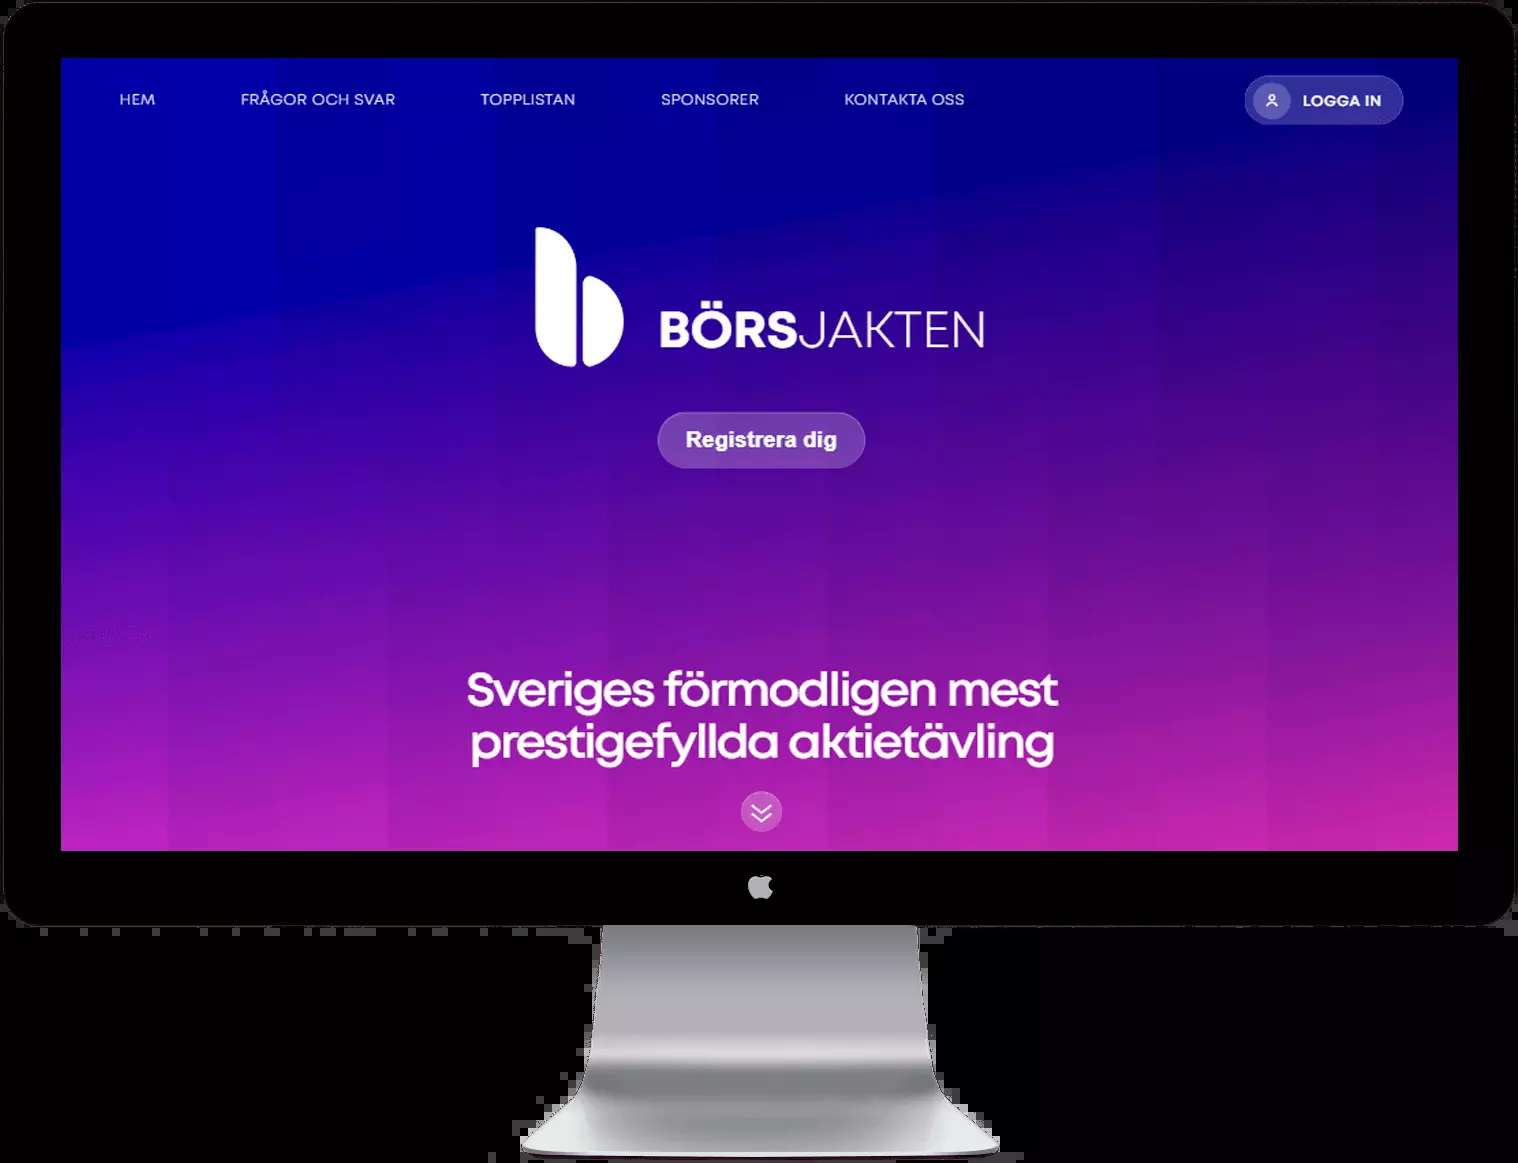 HEM
FRÅGOR OCH SVAR
TOPPLISTAN
SPONSORER
KONTAKTA OSS
LOGGA IN
BÖRSJAKTEN
Registrera dig
Sveriges förmodligen mest
prestigefyllda aktietävling